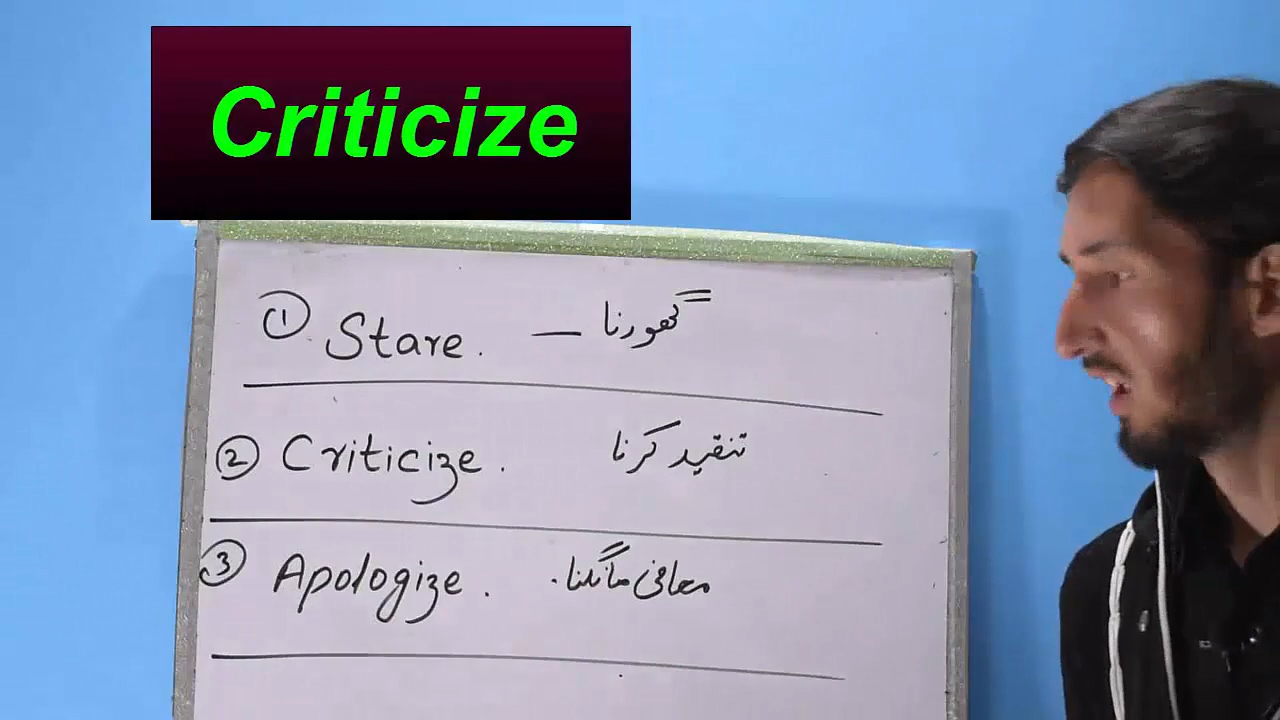 Criticize
① Stare. — گھورنا
② Criticize. تنقید کرنا
③ Apologize. معافی مانگنا.